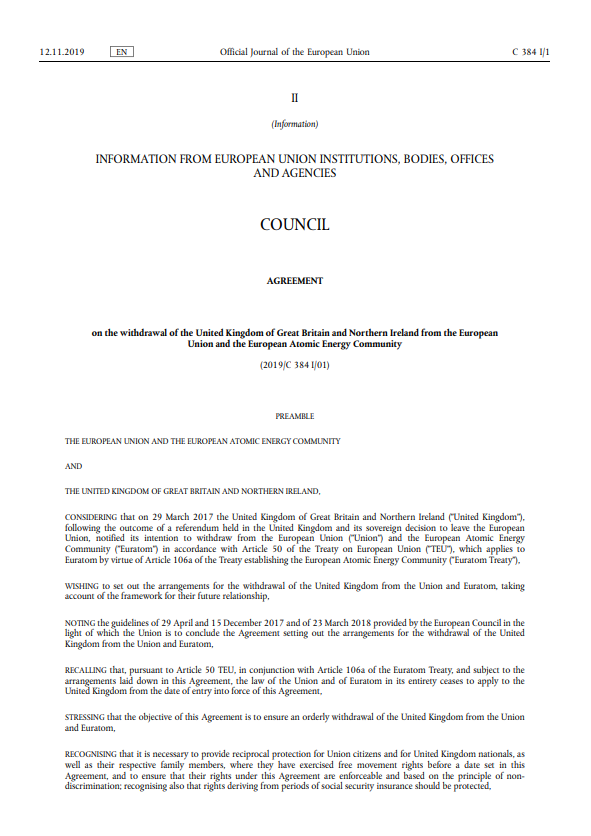 12.11.2019 EN Official Journal of the European Union C 384 I/1
II
(Information)
INFORMATION FROM EUROPEAN UNION INSTITUTIONS, BODIES, OFFICES
AND AGENCIES
COUNCIL
AGREEMENT
on the withdrawal of the United Kingdom of Great Britain and Northern Ireland from the European
Union and the European Atomic Energy Community
(2019/C 384 I/01)
PREAMBLE
THE EUROPEAN UNION AND THE EUROPEAN ATOMIC ENERGY COMMUNITY
AND
THE UNITED KINGDOM OF GREAT BRITAIN AND NORTHERN IRELAND,
CONSIDERING that on 29 March 2017 the United Kingdom of Great Britain and Northern Ireland ("United Kingdom"),
following the outcome of a referendum held in the United Kingdom and its sovereign decision to leave the European
Union, notified its intention to withdraw from the European Union ("Union") and the European Atomic Energy
Community ("Euratom") in accordance with Article 50 of the Treaty on European Union ("TEU"), which applies to
Euratom by virtue of Article 106a of the Treaty establishing the European Atomic Energy Community ("Euratom Treaty"),
WISHING to set out the arrangements for the withdrawal of the United Kingdom from the Union and Euratom, taking
account of the framework for their future relationship,
NOTING the guidelines of 29 April and 15 December 2017 and of 23 March 2018 provided by the European Council in the
light of which the Union is to conclude the Agreement setting out the arrangements for the withdrawal of the United
Kingdom from the Union and Euratom,
RECALLING that, pursuant to Article 50 TEU, in conjunction with Article 106a of the Euratom Treaty, and subject to the
arrangements laid down in this Agreement, the law of the Union and of Euratom in its entirety ceases to apply to the
United Kingdom from the date of entry into force of this Agreement,
STRESSING that the objective of this Agreement is to ensure an orderly withdrawal of the United Kingdom from the Union
and Euratom,
RECOGNISING that it is necessary to provide reciprocal protection for Union citizens and for United Kingdom nationals, as
well as their respective family members, where they have exercised free movement rights before a date set in this
Agreement, and to ensure that their rights under this Agreement are enforceable and based on the principle of non-
discrimination; recognising also that rights deriving from periods of social security insurance should be protected,